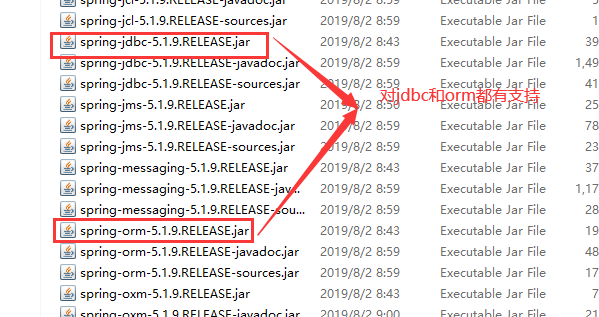 spring-jcl-5.1.9.RELEASE-javadoc.jar 2019/8/2 8:59 Executable Jar File
spring-jcl-5.1.9.RELEASE-sources.jar 2019/8/2 8:59 Executable Jar File 1
spring-jdbc-5.1.9.RELEASE.jar 2019/8/2 8:43 Executable Jar File 39
spring-jdbc-5.1.9.RELEASE-javadoc.jar 2019/8/2 8:59 Executable Jar File 1,49
spring-jdbc-5.1.9.RELEASE-sources.jar 2019/8/2 8:59 Executable Jar File 41
对jdbc和orm都有支持
spring-jms-5.1.9.RELEASE.jar 2019/8/2 8:43 Executable Jar File 25
spring-jms-5.1.9.RELEASE-javadoc.jar 2019/8/2 8:59 Executable Jar File 78
spring-jms-5.1.9.RELEASE-sources.jar 2019/8/2 8:59 Executable Jar File 23
spring-messaging-5.1.9.RELEASE.jar 2019/8/2 8:43 Executable Jar File 37
spring-messaging-5.1.9.RELEASE-jav... 2019/8/2 8:59 Executable Jar File 1,17
spring-messaging-5.1.9.RELEASE-sou... 2019/8/2 8:59 Executable Jar File 28
spring-orm-5.1.9.RELEASE.jar 2019/8/2 8:43 Executable Jar File 19
spring-orm-5.1.9.RELEASE-javadoc.jar 2019/8/2 8:59 Executable Jar File 48
spring-orm-5.1.9.RELEASE-sources.jar 2019/8/2 8:59 Executable Jar File 17
spring-oxm-5.1.9.RELEASE.jar 2019/8/2 8:43 Executable Jar File 7
spring-oxm-5.1.9.RELEASE-javadoc.jar 2019/8/2 9:00 Executable Jar File 21